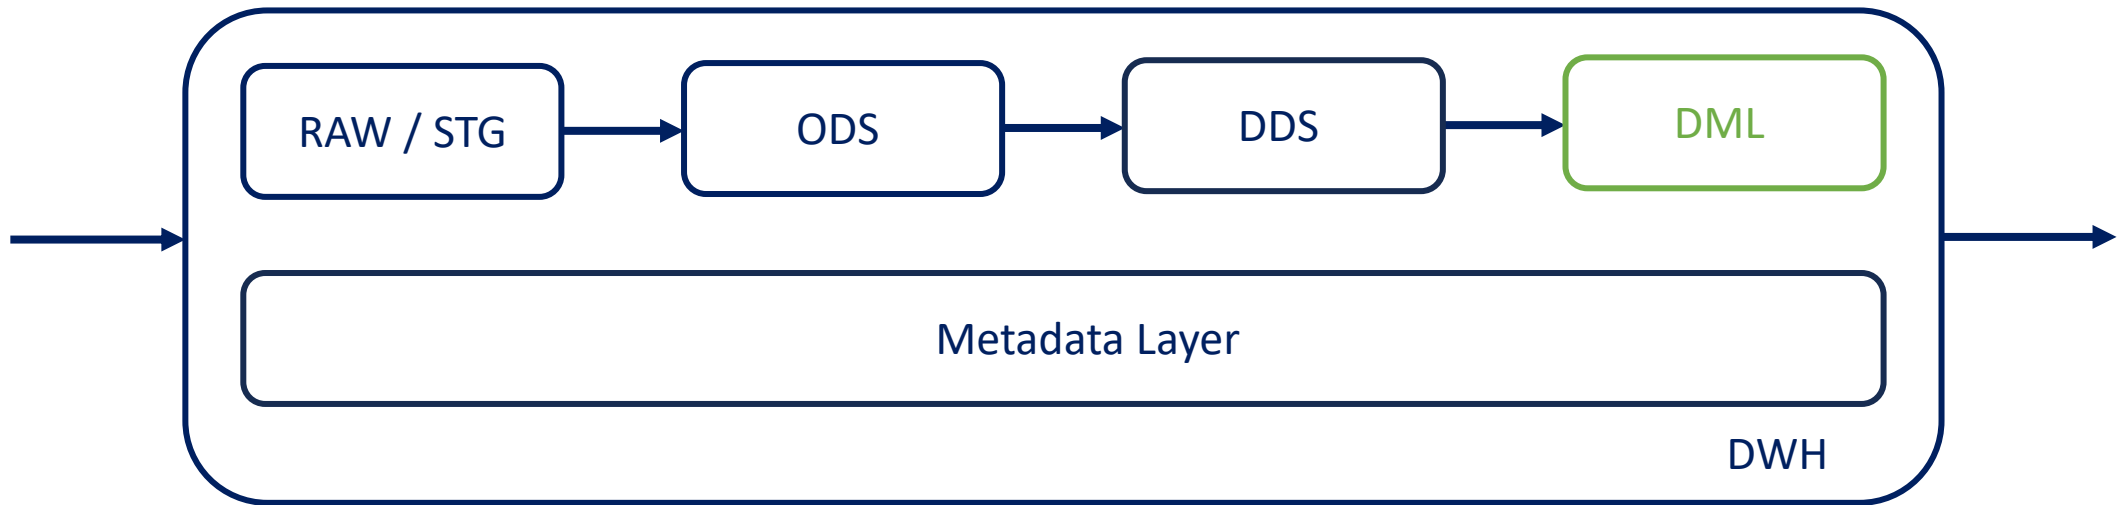 RAW / STG
ODS
DDS
DML
Metadata Layer
DWH